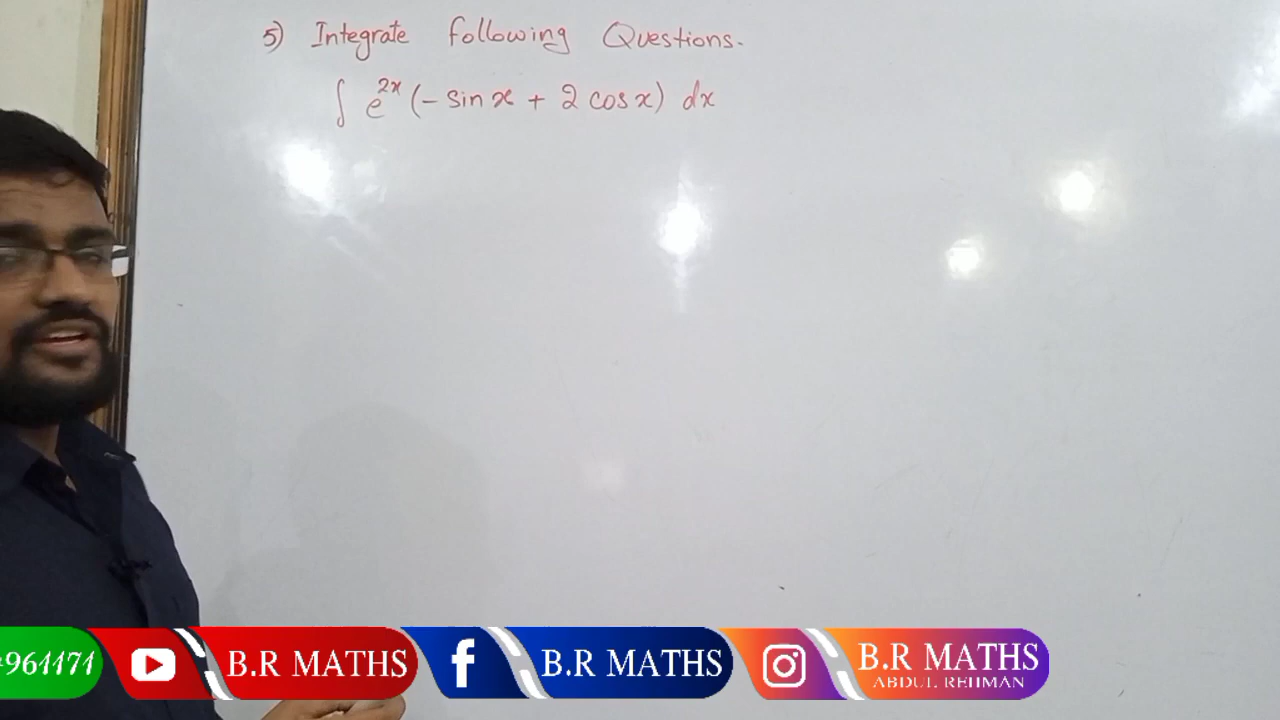 5) Integrate following Questions.
∫ e^{2x} (- sin x + 2 cos x) dx
961171
B.R MATHS
B.R MATHS
B.R MATHS
ABDUL REHMAN